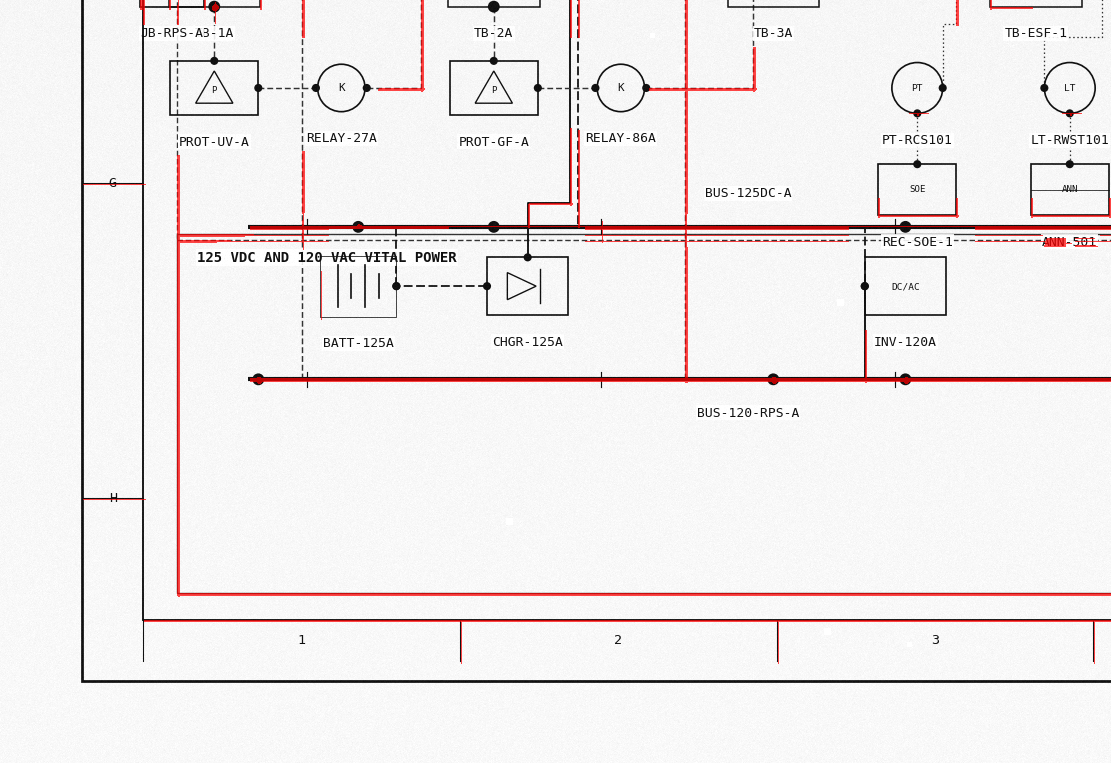 JB-RPS-AB-1A TB-2A TB-3A TB-ESF-1
P K P K PT LT
PROT-UV-A RELAY-27A PROT-GF-A RELAY-86A PT-RCS101 LT-RWST101
G
SOE ANN
BUS-125DC-A
REC-SOE-1 ANN-501
125 VDC AND 120 VAC VITAL POWER
DC/AC
BATT-125A CHGR-125A INV-120A
BUS-120-RPS-A
H
1 2 3